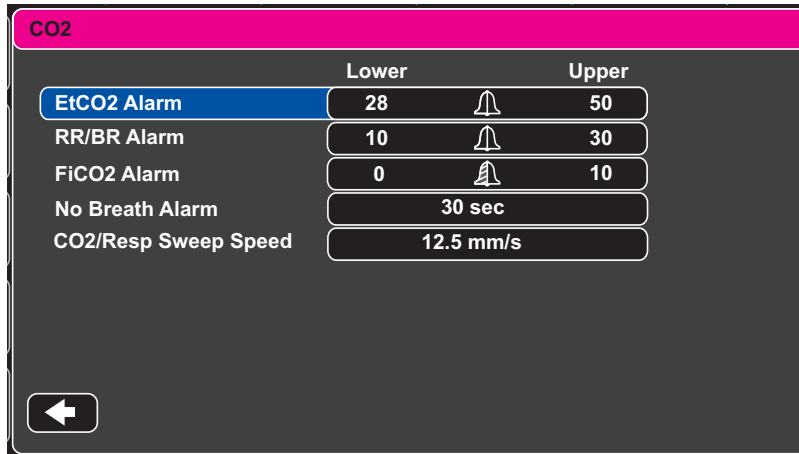 CO2
Lower Upper
EtCO2 Alarm 28 50
RR/BR Alarm 10 30
FiCO2 Alarm 0 10
No Breath Alarm 30 sec
CO2/Resp Sweep Speed 12.5 mm/s